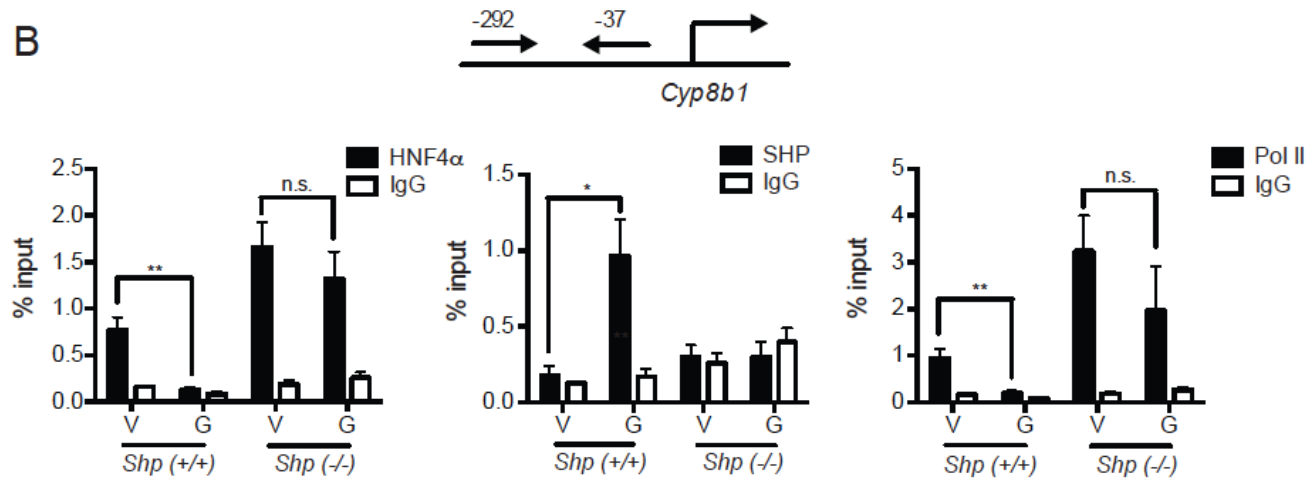 B
-292
-37
Cyp8b1
HNF4α
IgG
2.5
2.0
1.5
1.0
0.5
0.0
% input
**
n.s.
V
G
V
G
Shp (+/+)
Shp (-/-)
SHP
IgG
1.5
1.0
0.5
0.0
% input
*
**
V
G
V
G
Shp (+/+)
Shp (-/-)
Pol II
IgG
5
4
3
2
1
0
% input
**
n.s.
V
G
V
G
Shp (+/+)
Shp (-/-)